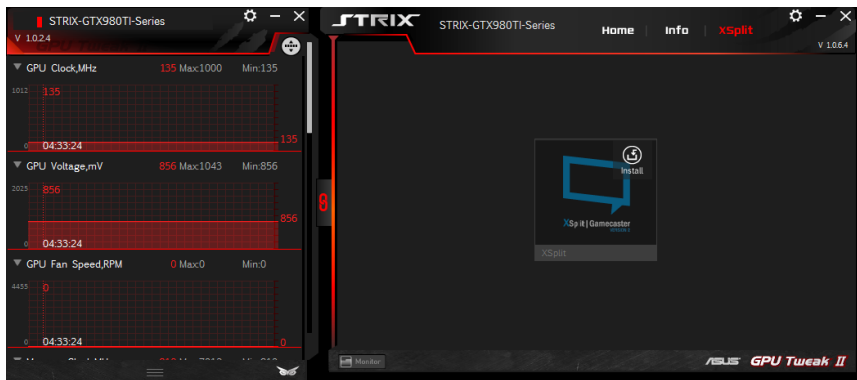 STRIX-GTX980TI-Series
V 1.0.2.4
GPU Clock,MHz 135 Max:1000 Min:135
1012 135
135
0 04:33:24
GPU Voltage,mV 856 Max:1043 Min:856
2025 856
856
0 04:33:24
GPU Fan Speed,RPM 0 Max:0 Min:0
4455 0
0 04:33:24 0
STRIX STRIX-GTX980TI-Series Home Info XSplit
V 1.0.6.4
Install
XSplit | Gamecaster
XSplit
Monitor
ASUS GPU Tweak II